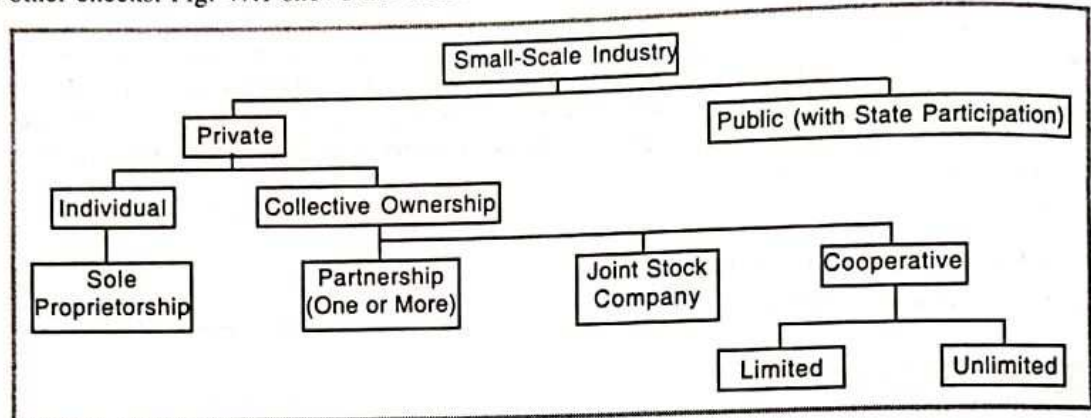 Small-Scale Industry
Private
Public (with State Participation)
Individual
Collective Ownership
Sole
Proprietorship
Partnership
(One or More)
Joint Stock
Company
Cooperative
Limited
Unlimited